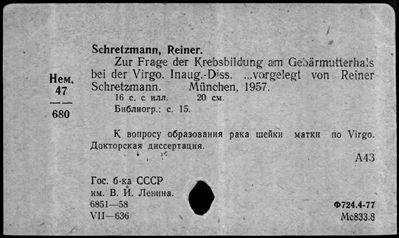 Schretzmann, Reiner.
Zur Frage der Krebsbildung am Gebärmutterhals
bei der Virgo. Inaug.-Diss. ...vorgelegt von Reiner
Schretzmann. München, 1957.
16 с. с илл. 20 см.
Библиогр.: с. 15.
Нем.
47
680
К вопросу образования рака шейки матки по Virgo.
Докторская диссертация.
А43
Гос. б-ка СССР
им. В. И. Ленина.
6851—58
VII—636
Ф724.4-77
Мс833.8